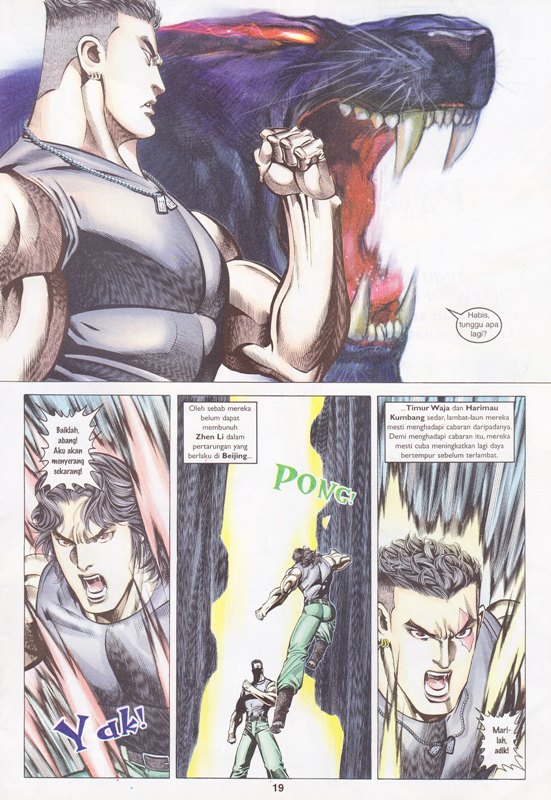 Habis,
tunggu apa
lagi?
Baiklah,
abang!
Aku akan
menyerang
sekarang!
Yak!
Oleh sebab mereka
belum dapat
membunuh
Zhen Li dalam
pertarungan yang
berlaku di Beijing...
PONG!
...Timur Waja dan Harimau
Kumbang sedar, lambat-laun mereka
mesti menghadapi cabaran daripadanya.
Demi menghadapi cabaran itu, mereka
mesti cuba meningkatkan lagi daya
bertempur sebelum terlambat.
Mari-
lah,
adik!
19